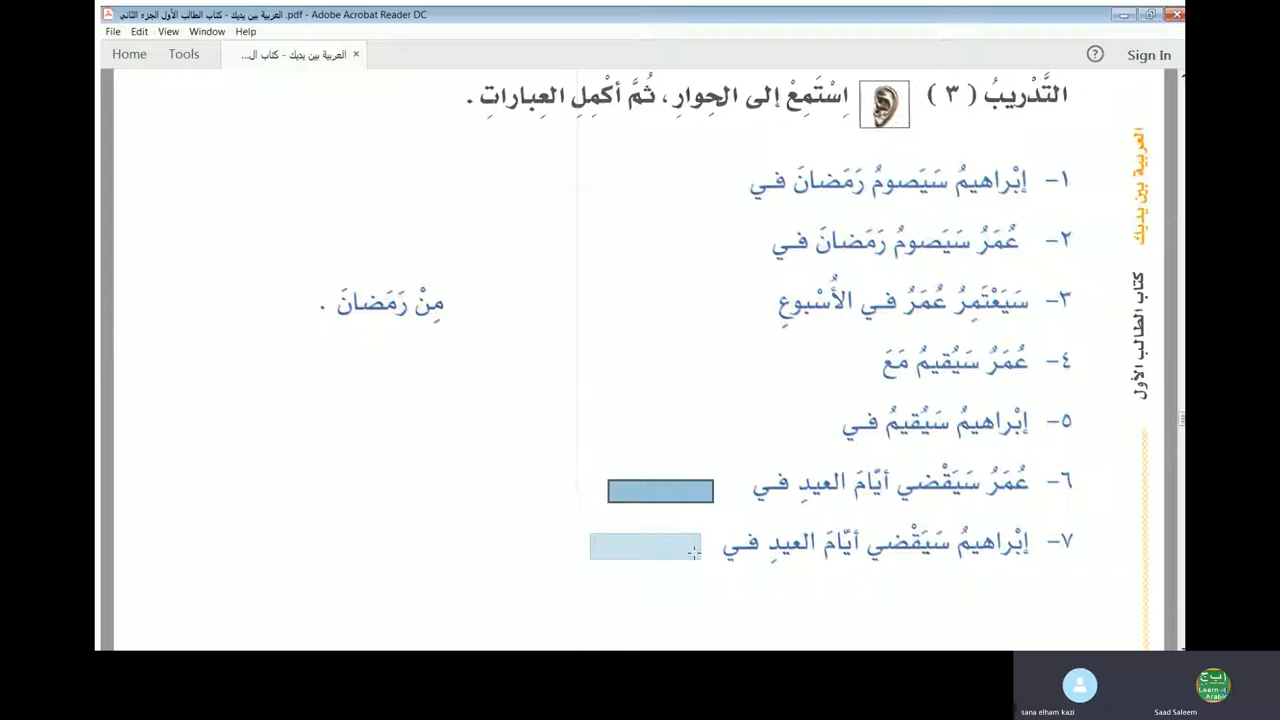 العربية بين يديك - كتاب الطالب الأول الجزء الثاني.pdf - Adobe Acrobat Reader DC
File Edit View Window Help
Home Tools العربية بين يديك - كتاب ال... × ? Sign In
التَّدْريبُ ( ٣ ) اِسْتَمِعْ إلى الحِوارِ، ثُمَّ أكْمِلِ العِباراتِ .
١- إبْراهيمُ سَيَصومُ رَمَضانَ في
٢- عُمَرُ سَيَصومُ رَمَضانَ في
٣- سَيَعْتَمِرُ عُمَرُ في الأُسْبوعِ مِنْ رَمَضانَ .
٤- عُمَرُ سَيُقيمُ مَعَ
٥- إبْراهيمُ سَيُقيمُ في
٦- عُمَرُ سَيَقْضي أيّامَ العيدِ في
٧- إبْراهيمُ سَيَقْضي أيّامَ العيدِ في
العربية بين يديك
كتاب الطالب الأول
sana elham kazi
أ ب ج
Learn Arabic
Saad Saleem